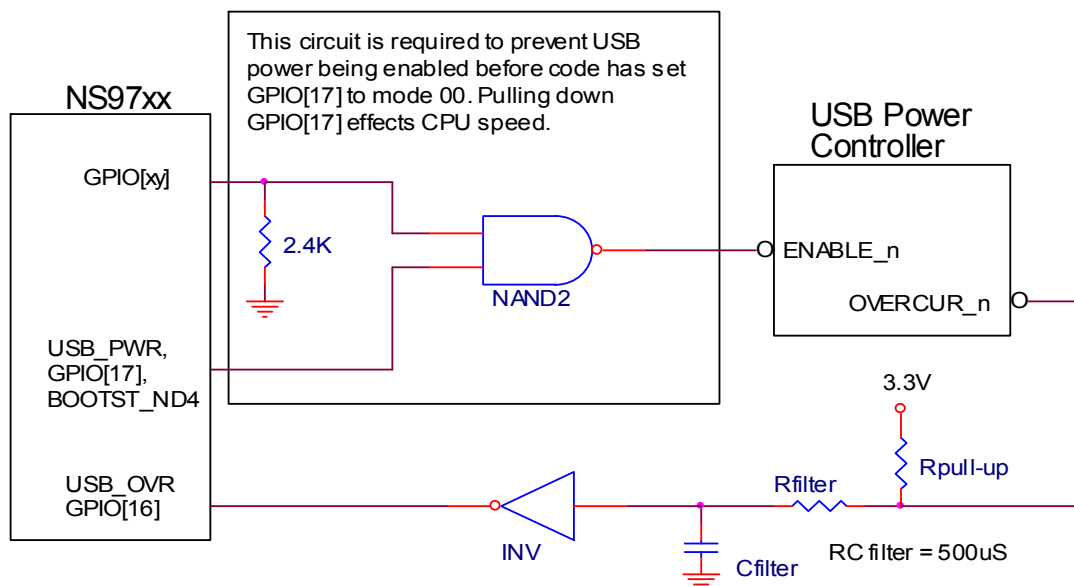 This circuit is required to prevent USB
power being enabled before code has set
GPIO[17] to mode 00. Pulling down
GPIO[17] effects CPU speed.
NS97xx
USB Power
Controller
GPIO[xy]
2.4K
NAND2
ENABLE_n
OVERCUR_n
USB_PWR,
GPIO[17],
BOOTST_ND4
3.3V
Rpull-up
Rfilter
USB_OVR
GPIO[16]
INV
Cfilter
RC filter = 500uS